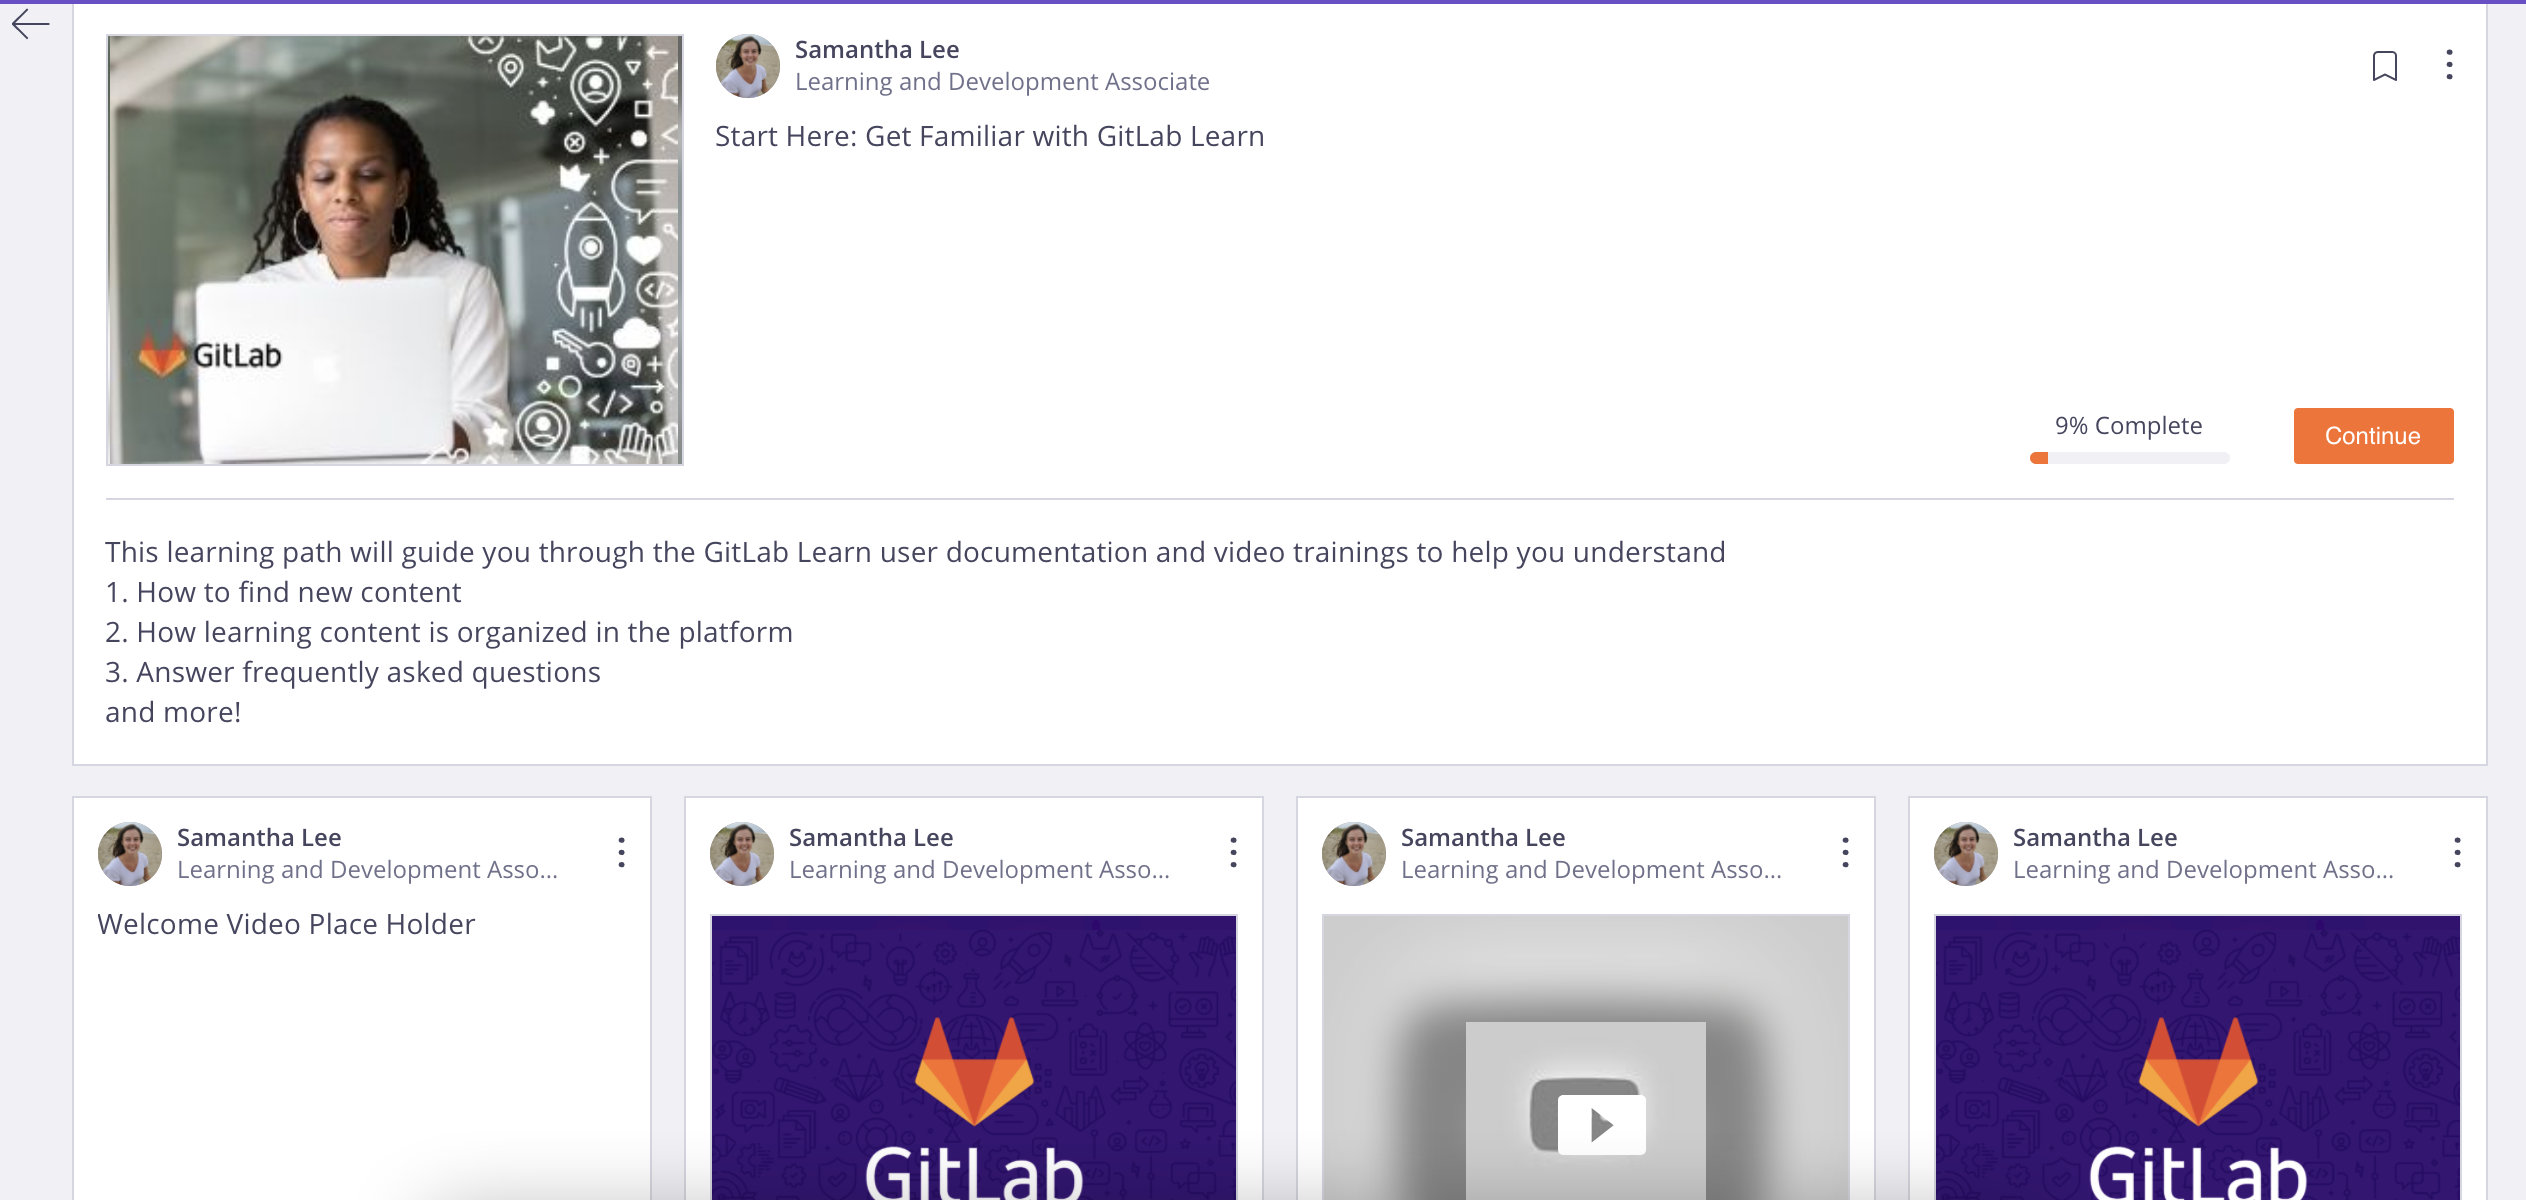 Samantha Lee
Learning and Development Associate
Start Here: Get Familiar with GitLab Learn
GitLab
</>
</>
9% Complete
Continue
This learning path will guide you through the GitLab Learn user documentation and video trainings to help you understand
1. How to find new content
2. How learning content is organized in the platform
3. Answer frequently asked questions
and more!
Samantha Lee
Learning and Development Asso...
Welcome Video Place Holder
Samantha Lee
Learning and Development Asso...
GitLab
Samantha Lee
Learning and Development Asso...
Samantha Lee
Learning and Development Asso...
GitLab